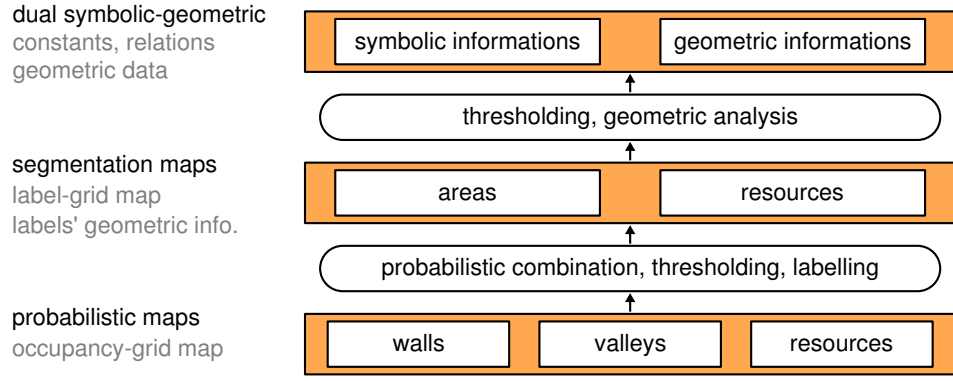 dual symbolic-geometric
constants, relations
geometric data
symbolic informations
geometric informations
thresholding, geometric analysis
segmentation maps
label-grid map
labels' geometric info.
areas
resources
probabilistic combination, thresholding, labelling
probabilistic maps
occupancy-grid map
walls
valleys
resources